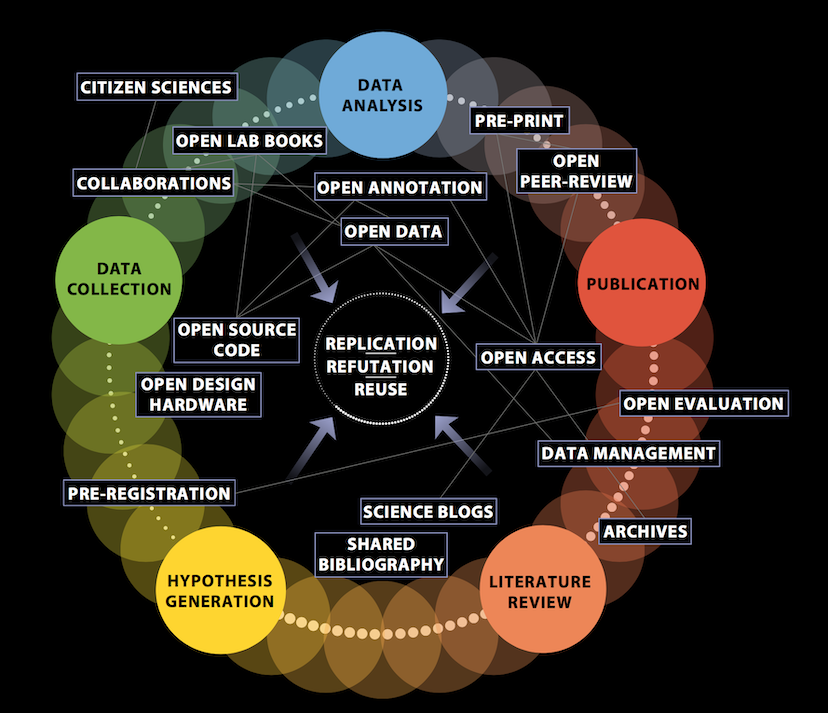 DATA
ANALYSIS
CITIZEN SCIENCES
PRE-PRINT
OPEN LAB BOOKS
OPEN
PEER-REVIEW
COLLABORATIONS
OPEN ANNOTATION
OPEN DATA
DATA
COLLECTION
PUBLICATION
OPEN SOURCE
CODE
REPLICATION
REFUTATION
REUSE
OPEN ACCESS
OPEN DESIGN
HARDWARE
OPEN EVALUATION
DATA MANAGEMENT
PRE-REGISTRATION
SCIENCE BLOGS
ARCHIVES
SHARED
BIBLIOGRAPHY
HYPOTHESIS
GENERATION
LITERATURE
REVIEW